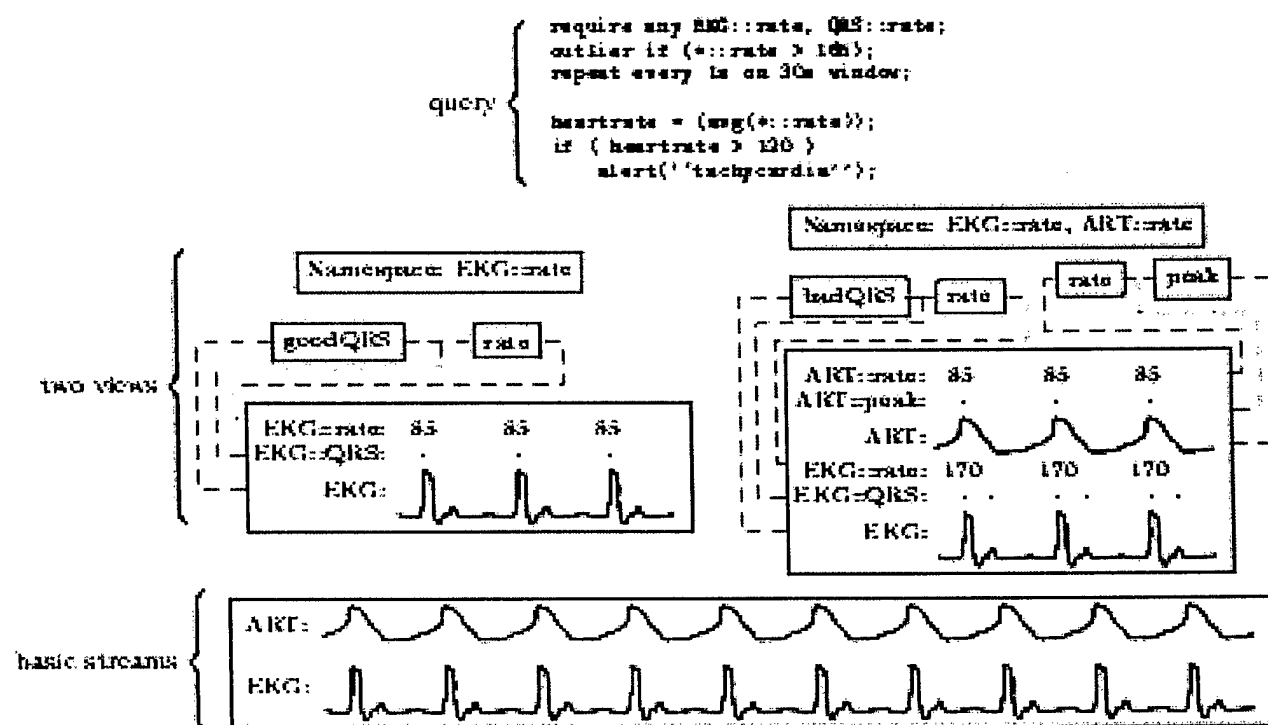 require any EKG::rate, QRS::rate;
outlier if (*::rate >
repeat every 1s on 30s window;
query
heartrate = (avg(*::rate));
if ( heartrate > 120 )
alert(''tachycardia'');
Namespace: EKG::rate, ART::rate
Namespace: EKG::rate
rate peak
badQRS rate
goodQRS rate
two views
ART::rate: 85 85 85
ART::peak:
ART:
EKG::rate: 85 85 85
EKG::QRS:
EKG:
EKG::rate: 170 170 170
EKG::QRS:
EKG:
basic streams
ART:
EKG: